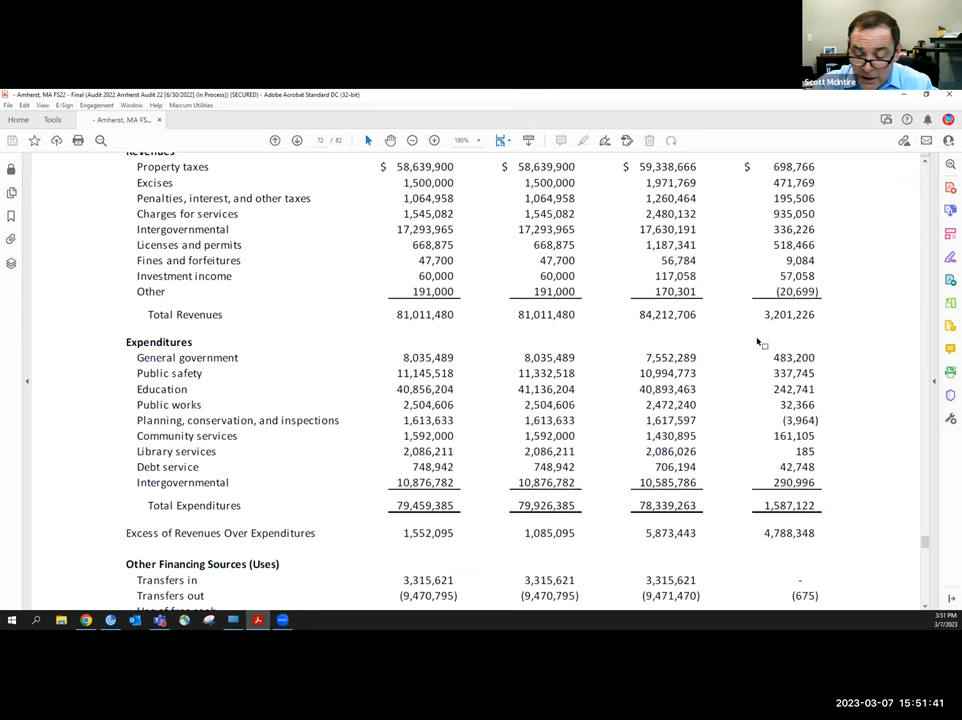 Scott McIntire
- Amherst, MA FS22 - Final (Audit 2022 Amherst Audit 22 [6/30/2022] (In Process)) (SECURED) - Adobe Acrobat Standard DC (32-bit)
File Edit View E-Sign Engagement Window Help Marcum Utilities
Home Tools - Amherst, MA FS... ×
72 / 82 190%
Revenues
Property taxes $ 58,639,900 $ 58,639,900 $ 59,338,666 $ 698,766
Excises 1,500,000 1,500,000 1,971,769 471,769
Penalties, interest, and other taxes 1,064,958 1,064,958 1,260,464 195,506
Charges for services 1,545,082 1,545,082 2,480,132 935,050
Intergovernmental 17,293,965 17,293,965 17,630,191 336,226
Licenses and permits 668,875 668,875 1,187,341 518,466
Fines and forfeitures 47,700 47,700 56,784 9,084
Investment income 60,000 60,000 117,058 57,058
Other 191,000 191,000 170,301 (20,699)
Total Revenues 81,011,480 81,011,480 84,212,706 3,201,226
Expenditures
General government 8,035,489 8,035,489 7,552,289 483,200
Public safety 11,145,518 11,332,518 10,994,773 337,745
Education 40,856,204 41,136,204 40,893,463 242,741
Public works 2,504,606 2,504,606 2,472,240 32,366
Planning, conservation, and inspections 1,613,633 1,613,633 1,617,597 (3,964)
Community services 1,592,000 1,592,000 1,430,895 161,105
Library services 2,086,211 2,086,211 2,086,026 185
Debt service 748,942 748,942 706,194 42,748
Intergovernmental 10,876,782 10,876,782 10,585,786 290,996
Total Expenditures 79,459,385 79,926,385 78,339,263 1,587,122
Excess of Revenues Over Expenditures 1,552,095 1,085,095 5,873,443 4,788,348
Other Financing Sources (Uses)
Transfers in 3,315,621 3,315,621 3,315,621 -
Transfers out (9,470,795) (9,470,795) (9,471,470) (675)
Use of free cash
3:51 PM
3/7/2023
2023-03-07 15:51:41